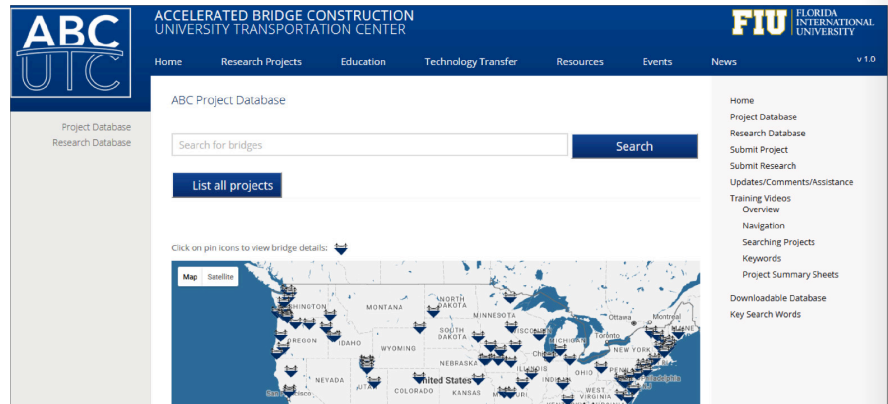 ABC
UTC
ACCELERATED BRIDGE CONSTRUCTION
UNIVERSITY TRANSPORTATION CENTER
FIU
FLORIDA
INTERNATIONAL
UNIVERSITY
Home Research Projects Education Technology Transfer Resources Events News v 1.0
Project Database
Research Database
ABC Project Database
Search for bridges
Search
List all projects
Click on pin icons to view bridge details:
Map Satellite
MONTANA
NORTH
DAKOTA
MINNESOTA
Ottawa
Montreal
OREGON
IDAHO
WYOMING
SOUTH
DAKOTA
MICHIGAN
Toronto
NEW YORK
NEBRASKA
ILLINOIS
OHIO
NEVADA
UTAH
COLORADO
United States
KANSAS
WEST
VIRGINIA
Philadelphia
Home
Project Database
Research Database
Submit Project
Submit Research
Updates/Comments/Assistance
Training Videos
Overview
Navigation
Searching Projects
Keywords
Project Summary Sheets
Downloadable Database
Key Search Words